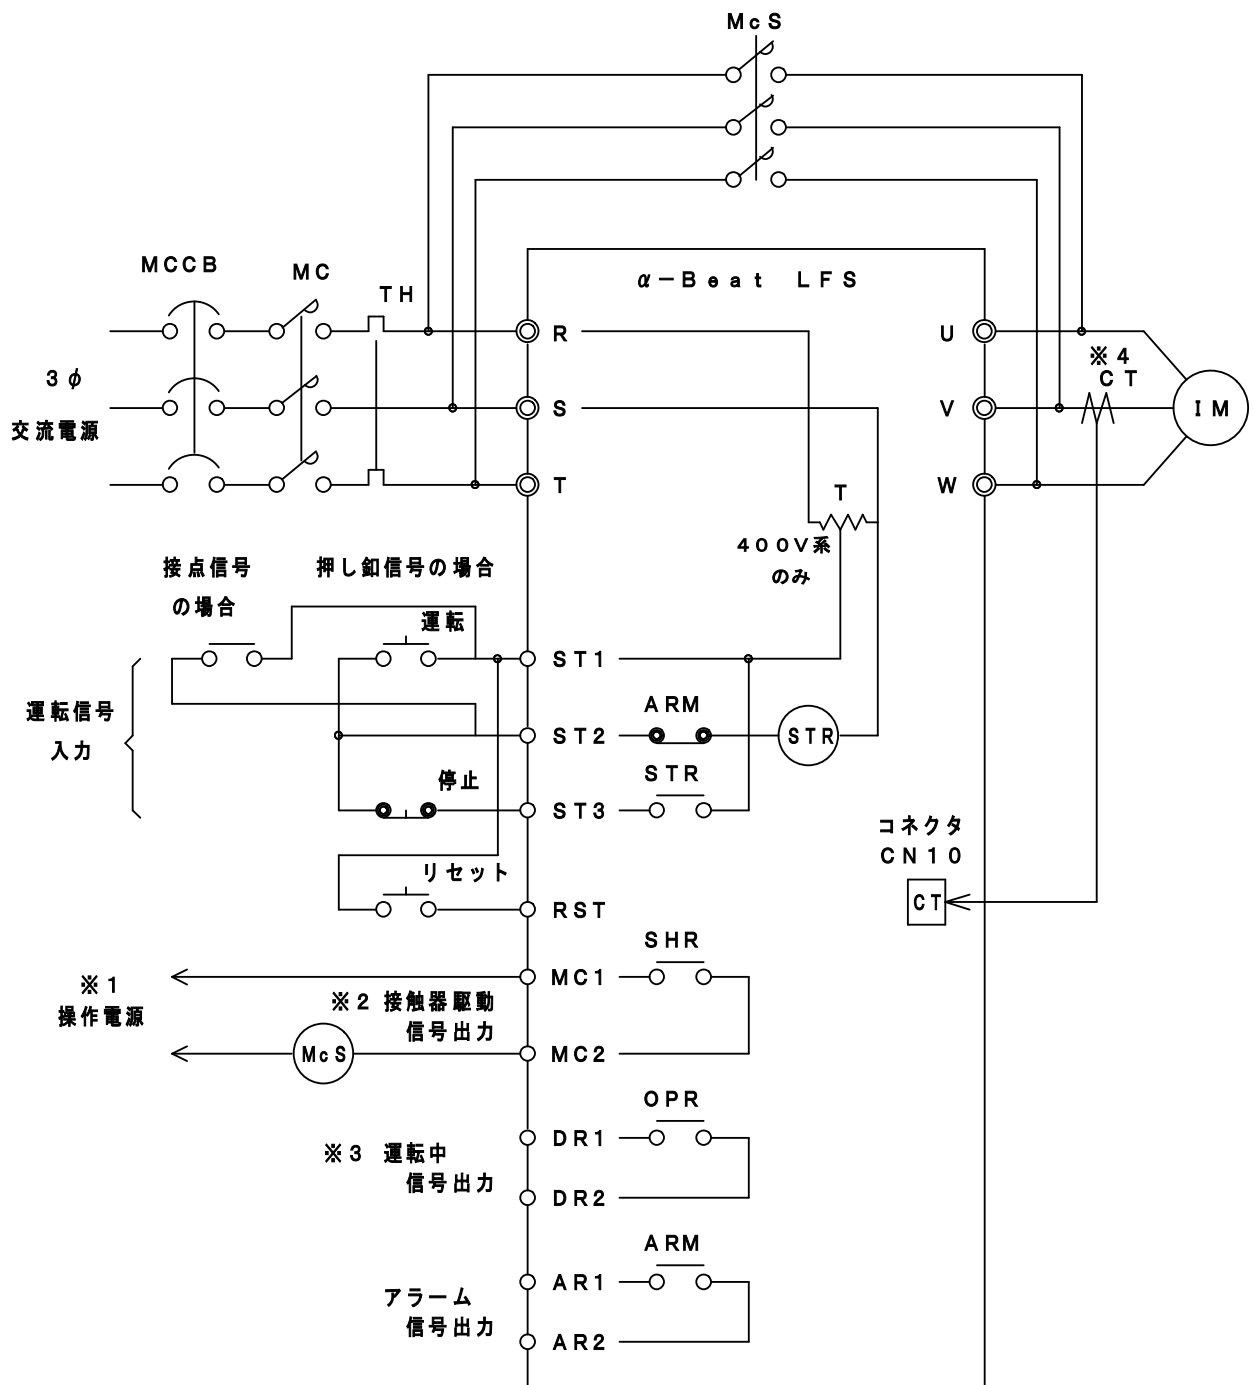 McS
MCCB
MC
TH
α－Beat LFS
R
U
※4
CT
3φ
交流電源
S
V
IM
T
W
T
400V系
のみ
接点信号
の場合
押し釦信号の場合
運転
ST1
運転信号
入力
ARM
ST2
STR
停止
STR
ST3
コネクタ
CN10
リセット
CT
RST
SHR
※1
操作電源
MC1
※2 接触器駆動
信号出力
McS
MC2
OPR
※3 運転中
信号出力
DR1
DR2
ARM
アラーム
信号出力
AR1
AR2